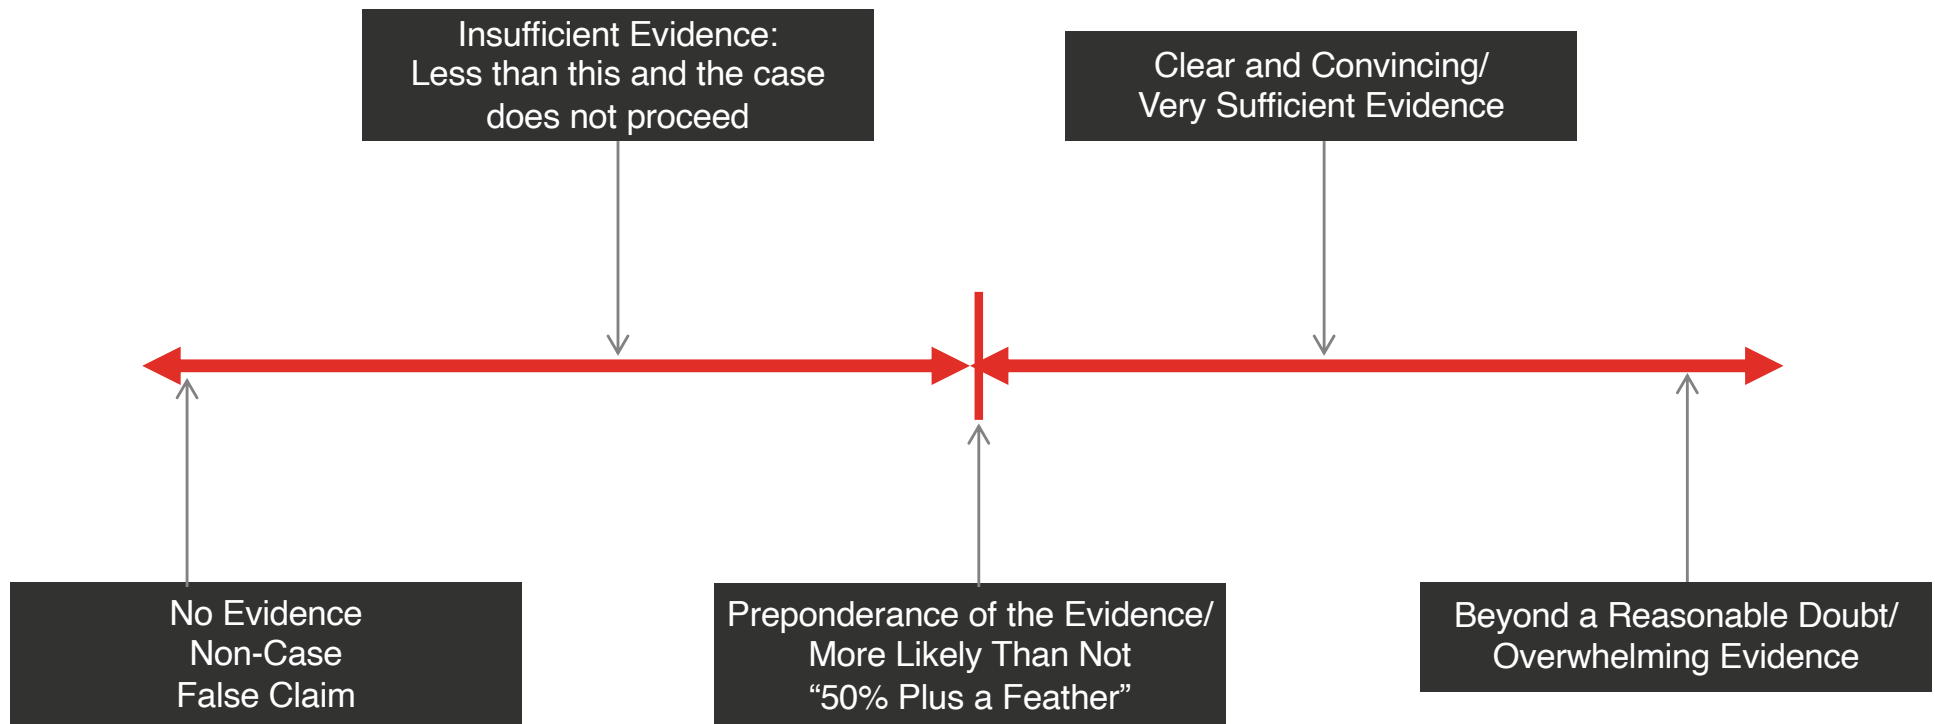 Insufficient Evidence:
Less than this and the case
does not proceed
Clear and Convincing/
Very Sufficient Evidence
No Evidence
Non-Case
False Claim
Preponderance of the Evidence/
More Likely Than Not
“50% Plus a Feather”
Beyond a Reasonable Doubt/
Overwhelming Evidence